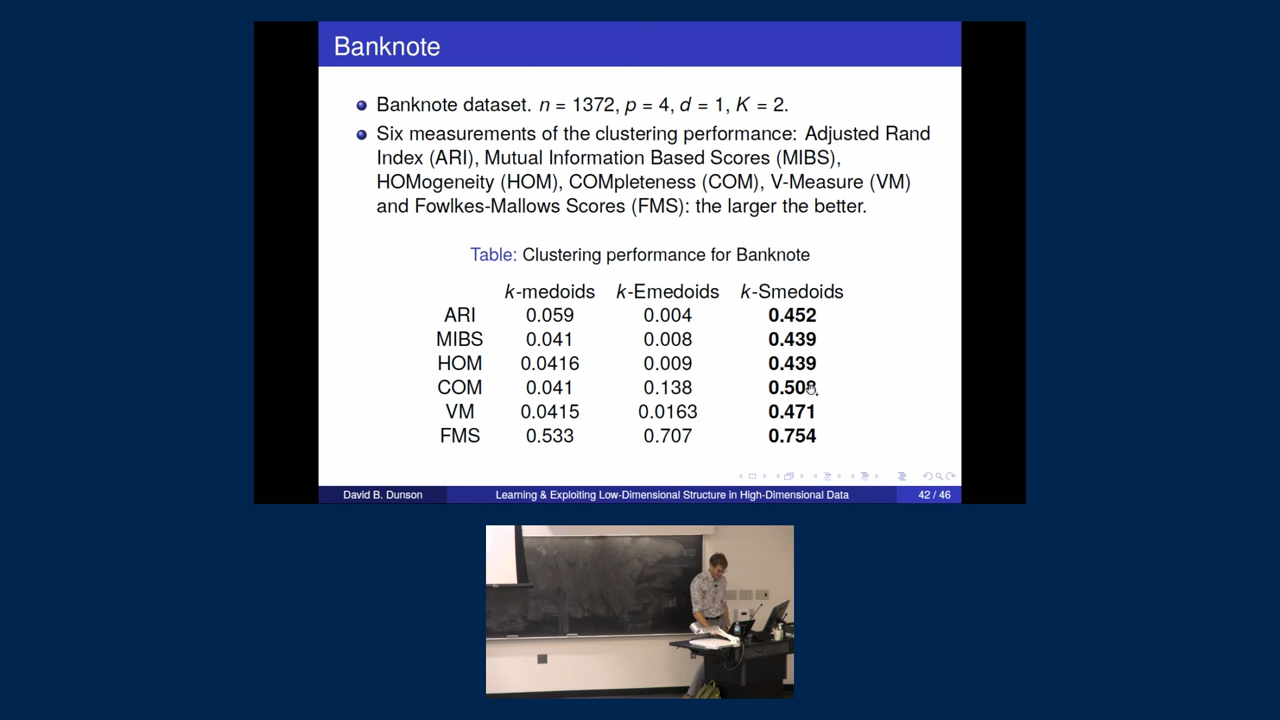 Banknote
Banknote dataset. n = 1372, p = 4, d = 1, K = 2.
Six measurements of the clustering performance: Adjusted Rand
Index (ARI), Mutual Information Based Scores (MIBS),
HOMogeneity (HOM), COMpleteness (COM), V-Measure (VM)
and Fowlkes-Mallows Scores (FMS): the larger the better.
Table: Clustering performance for Banknote
k-medoids k-Emedoids k-Smedoids
ARI 0.059 0.004 0.452
MIBS 0.041 0.008 0.439
HOM 0.0416 0.009 0.439
COM 0.041 0.138 0.508
VM 0.0415 0.0163 0.471
FMS 0.533 0.707 0.754
David B. Dunson Learning & Exploiting Low-Dimensional Structure in High-Dimensional Data 42 / 46